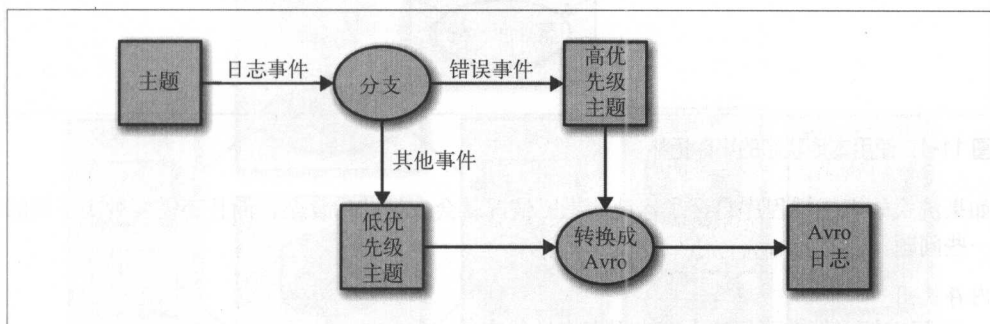 主题
日志事件
分支
错误事件
高优
先级
主题
其他事件
低优
先级
主题
转换成
Avro
Avro
日志